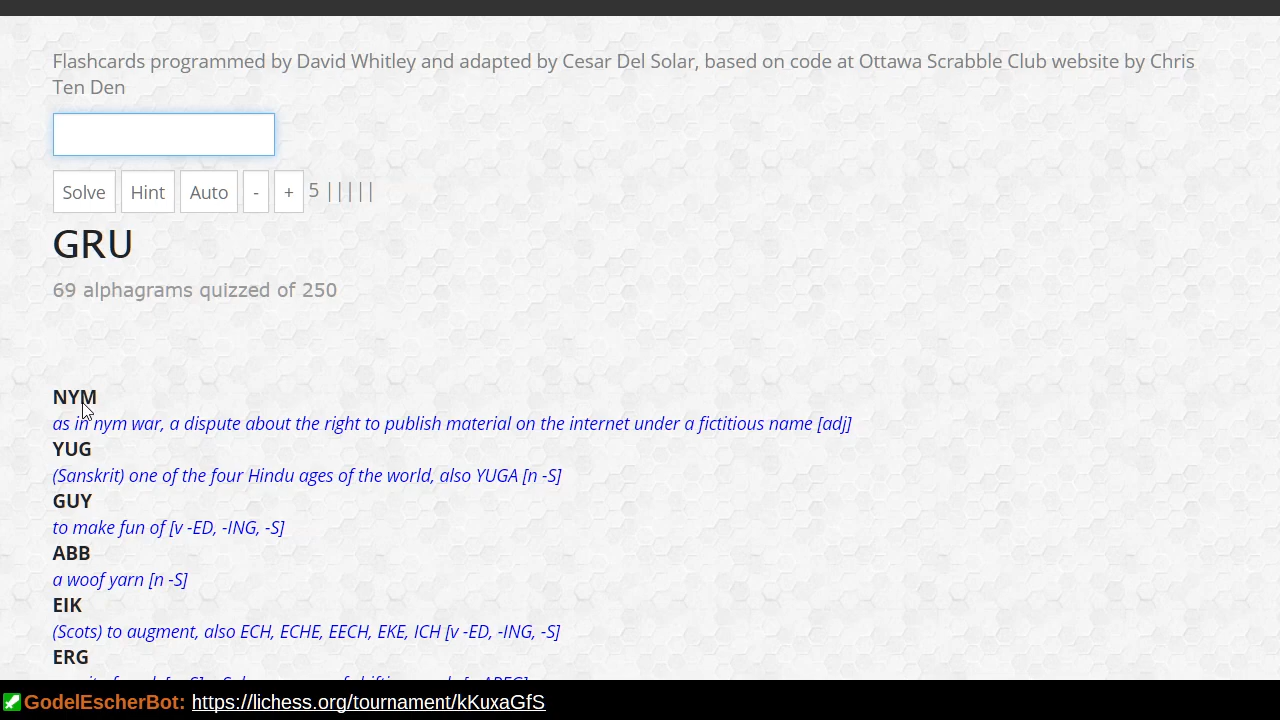 Flashcards programmed by David Whitley and adapted by Cesar Del Solar, based on code at Ottawa Scrabble Club website by Chris
Ten Den
Solve Hint Auto - + 5 |||||
GRU
69 alphagrams quizzed of 250
NYM
as in nym war, a dispute about the right to publish material on the internet under a fictitious name [adj]
YUG
(Sanskrit) one of the four Hindu ages of the world, also YUGA [n -S]
GUY
to make fun of [v -ED, -ING, -S]
ABB
a woof yarn [n -S]
EIK
(Scots) to augment, also ECH, ECHE, EECH, EKE, ICH [v -ED, -ING, -S]
ERG
GodelEscherBot: https://lichess.org/tournament/kKuxaGfS